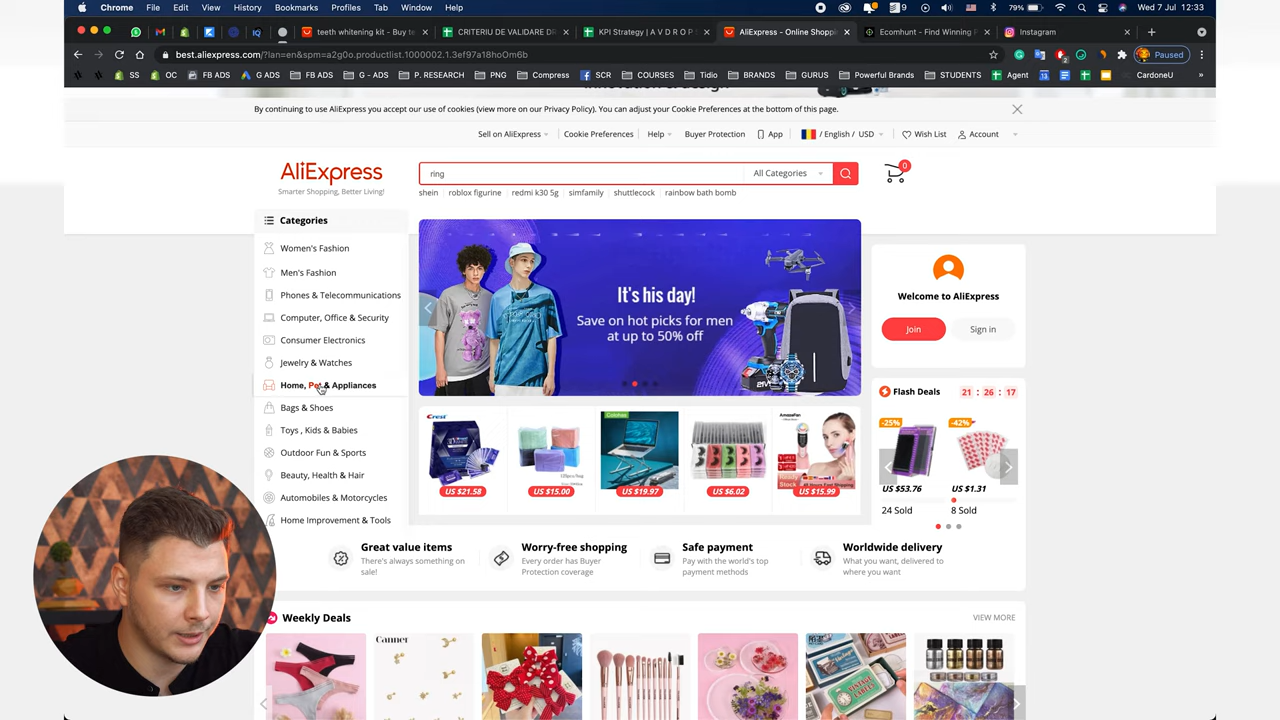 Chrome File Edit View History Bookmarks Profiles Tab Window Help 9 79% Wed 7 Jul 12:33
teeth whitening kit - Buy te CRITERIU DE VALIDARE DR KPI Strategy | A V D R O P S AliExpress - Online Shoppi Ecomhunt - Find Winning P Instagram
best.aliexpress.com/?lan=en&spm=a2g0o.productlist.1000002.1.3ef97a18hoOm6b Paused
SS OC FB ADS G ADS P. RESEARCH FB ADS G - ADS PNG Compress SCR COURSES Tidio BRANDS GURUS Powerful Brands STUDENTS Agent CardoneU
By continuing to use AliExpress you accept our use of cookies (view more on our Privacy Policy). You can adjust your Cookie Preferences at the bottom of this page.
Sell on AliExpress Cookie Preferences Help Buyer Protection App / English / USD Wish List Account
AliExpress
Smarter Shopping, Better Living!
ring All Categories 0
shein roblox figurine redmi k30 5g simfamily shuttlecock rainbow bath bomb
Categories
Women's Fashion
Men's Fashion
Phones & Telecommunications
Computer, Office & Security
Consumer Electronics
Jewelry & Watches
Home, Pet & Appliances
Bags & Shoes
Toys , Kids & Babies
Outdoor Fun & Sports
Beauty, Health & Hair
Automobiles & Motorcycles
Home Improvement & Tools
It's his day!
Save on hot picks for men
at up to 50% off
Crest
US $21.58 US $15.00 US $19.97 US $6.02 US $15.99
Welcome to AliExpress
Join Sign in
Flash Deals 21 : 26 : 17
-25% -42%
US $53.76 US $1.31
24 Sold 8 Sold
Great value items
There's always something on
sale!
Worry-free shopping
Every order has Buyer
Protection coverage
Safe payment
Pay with the world's top
payment methods
Worldwide delivery
What you want, delivered to
where you want
Weekly Deals VIEW MORE
Canner